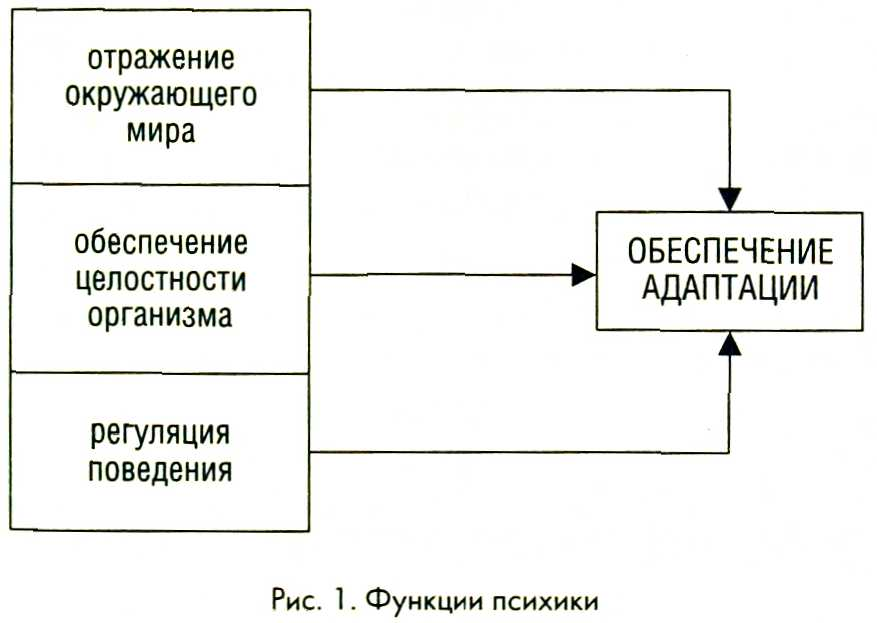 отражение
окружающего
мира
обеспечение
целостности
организма
регуляция
поведения
ОБЕСПЕЧЕНИЕ
АДАПТАЦИИ
Рис. 1. Функции психики